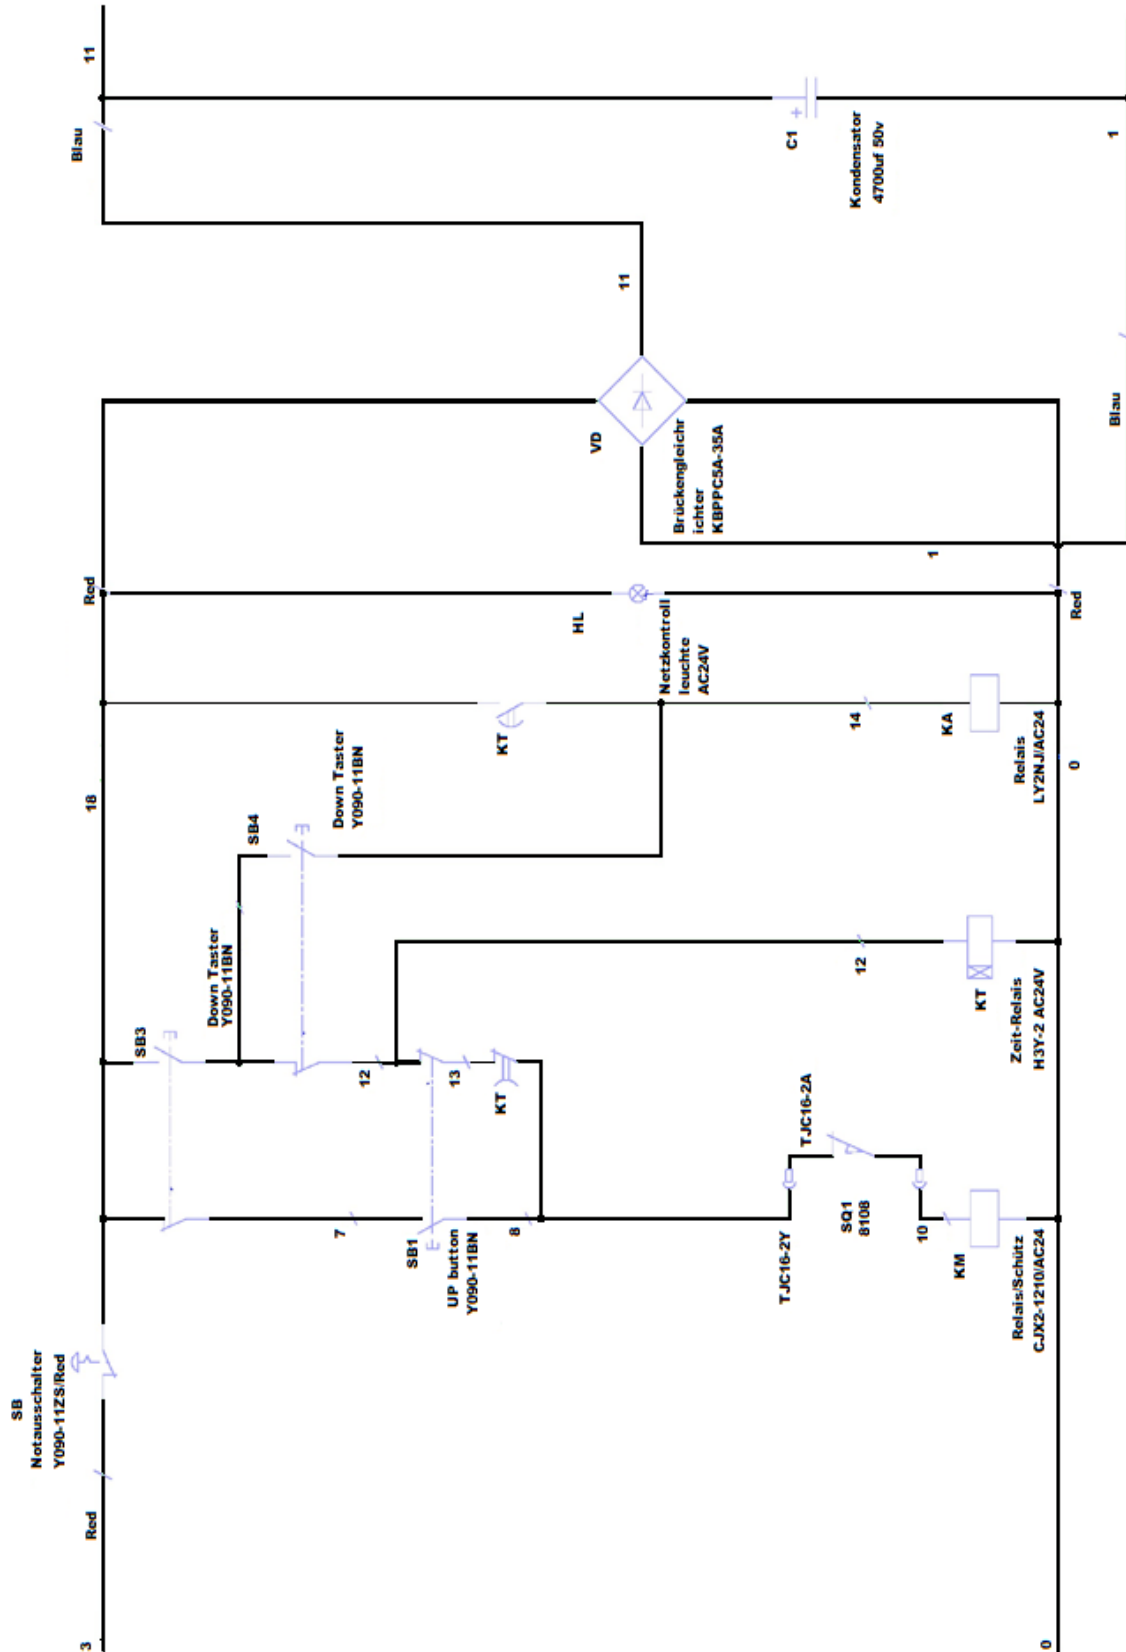 3
Red
SB
Notausschalter
Y090-11ZS/Red
18
Red
Blau
11
SB3
Down Taster
Y090-11BN
SB4
Down Taster
Y090-11BN
7
12
13
KT
SB1
UP button
Y090-11BN
8
KT
HL
Netzkontroll
leuchte
AC24V
VD
Brückengleichr
ichter
KBPPC5A-35A
11
C1
Kondensator
4700uf 50v
TJC16-2Y
TJC16-2A
SQ1
8108
10
12
14
1
KM
Relais/Schütz
CJX2-1210/AC24
KT
Zeit-Relais
H3Y-2 AC24V
KA
Relais
LY2NJ/AC24
0
0
Red
Blau
1